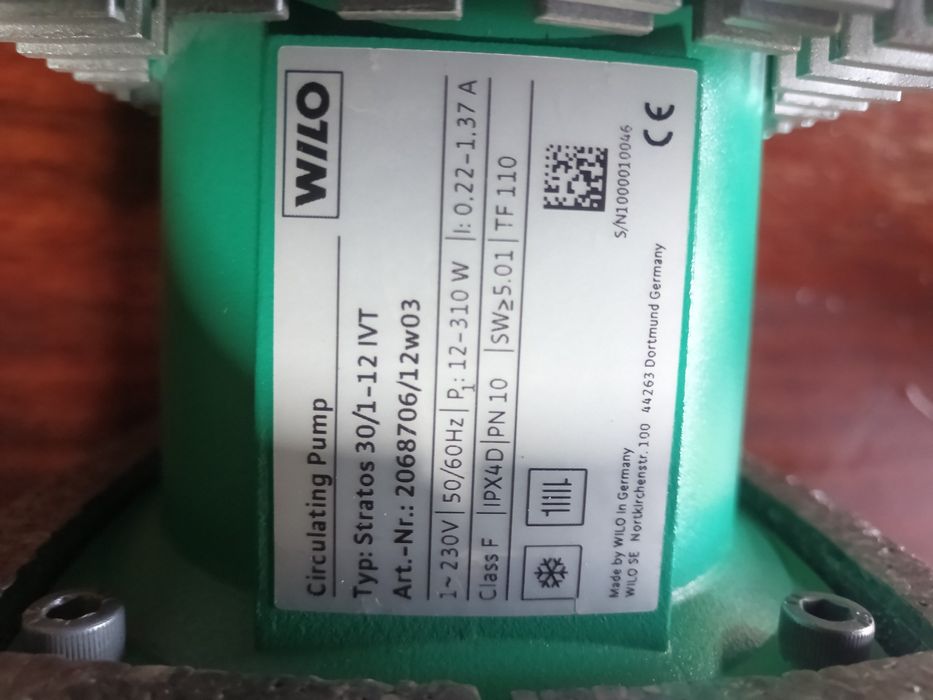 WILO
Circulating Pump
Typ: Stratos 30/1-12 IVT
Art.-Nr.: 2068706/12w03
1~230V | 50/60Hz | P₁: 12-310 W | I: 0.22-1.37 A
Class F | IPX4D | PN 10 | SW≥5.01 | TF 110
S/N1000010046
CE
Made by WILO in Germany
WILO SE Nortkirchenstr. 100 44263 Dortmund Germany